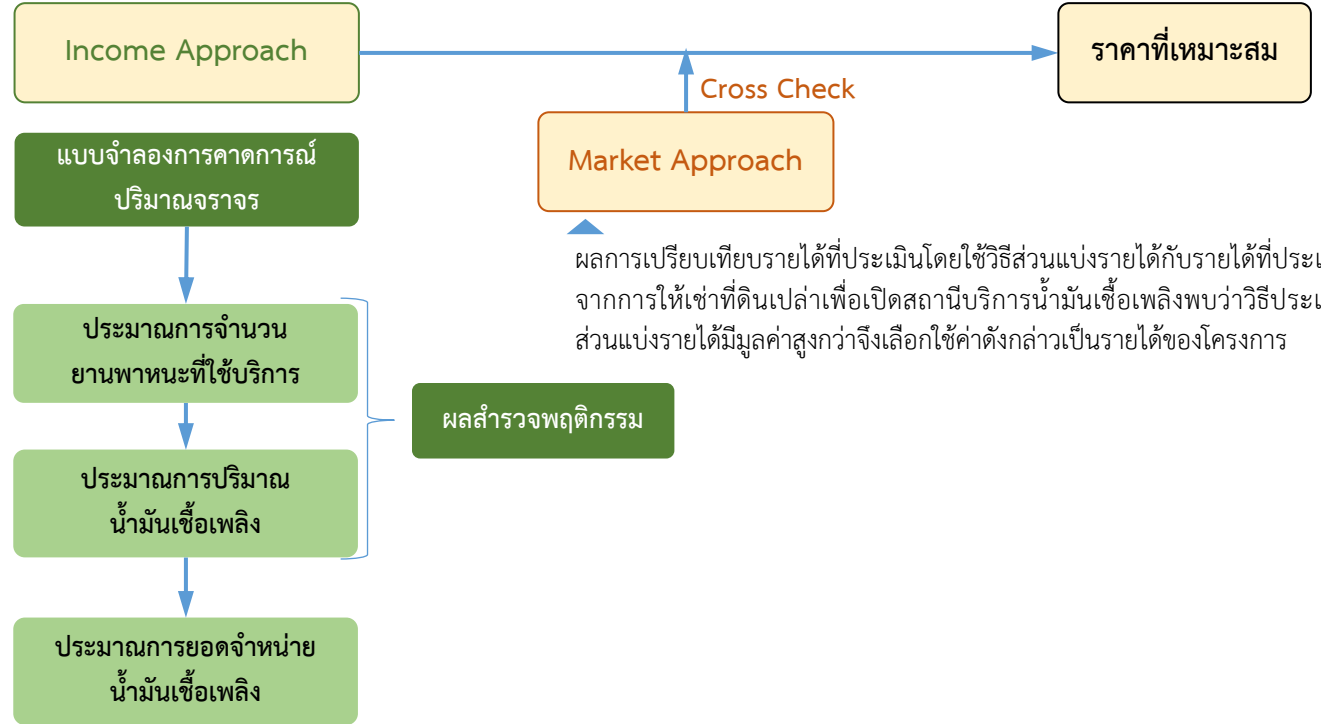 Income Approach
ราคาที่เหมาะสม
Cross Check
Market Approach
แบบจำลองการคาดการณ์
ปริมาณจราจร
ผลการเปรียบเทียบรายได้ที่ประเมินโดยใช้วิธีส่วนแบ่งรายได้กับรายได้ที่
จากการให้เช่าที่ดินเปล่าเพื่อเปิดสถานีบริการน้ำมันเชื้อเพลิงพบว่า
ส่วนแบ่งรายได้มีมูลค่าสูงกว่าจึงเลือกใช้ค่าดังกล่าวเป็นรายได้ของโครงการ
ประมาณการจำนวน
ยานพาหนะที่ใช้บริการ
ผลสำรวจพฤติกรรม
ประมาณการปริมาณ
น้ำมันเชื้อเพลิง
ประมาณการยอดจำหน่าย
น้ำมันเชื้อเพลิง